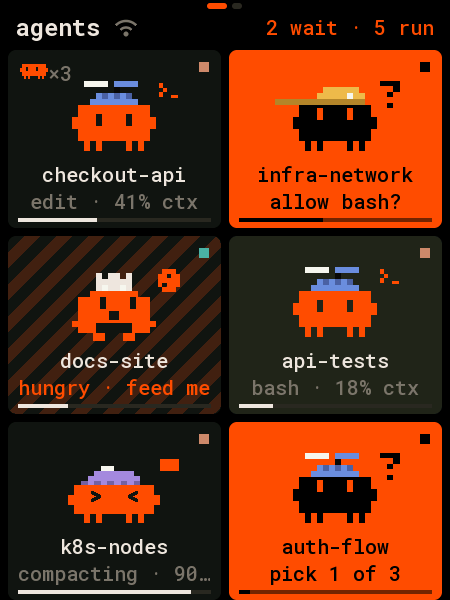 agents
2 wait · 5 run
×3
checkout-api
edit · 41% ctx
?
infra-network
allow bash?
docs-site
hungry · feed me
api-tests
bash · 18% ctx
k8s-nodes
compacting · 90…
?
auth-flow
pick 1 of 3